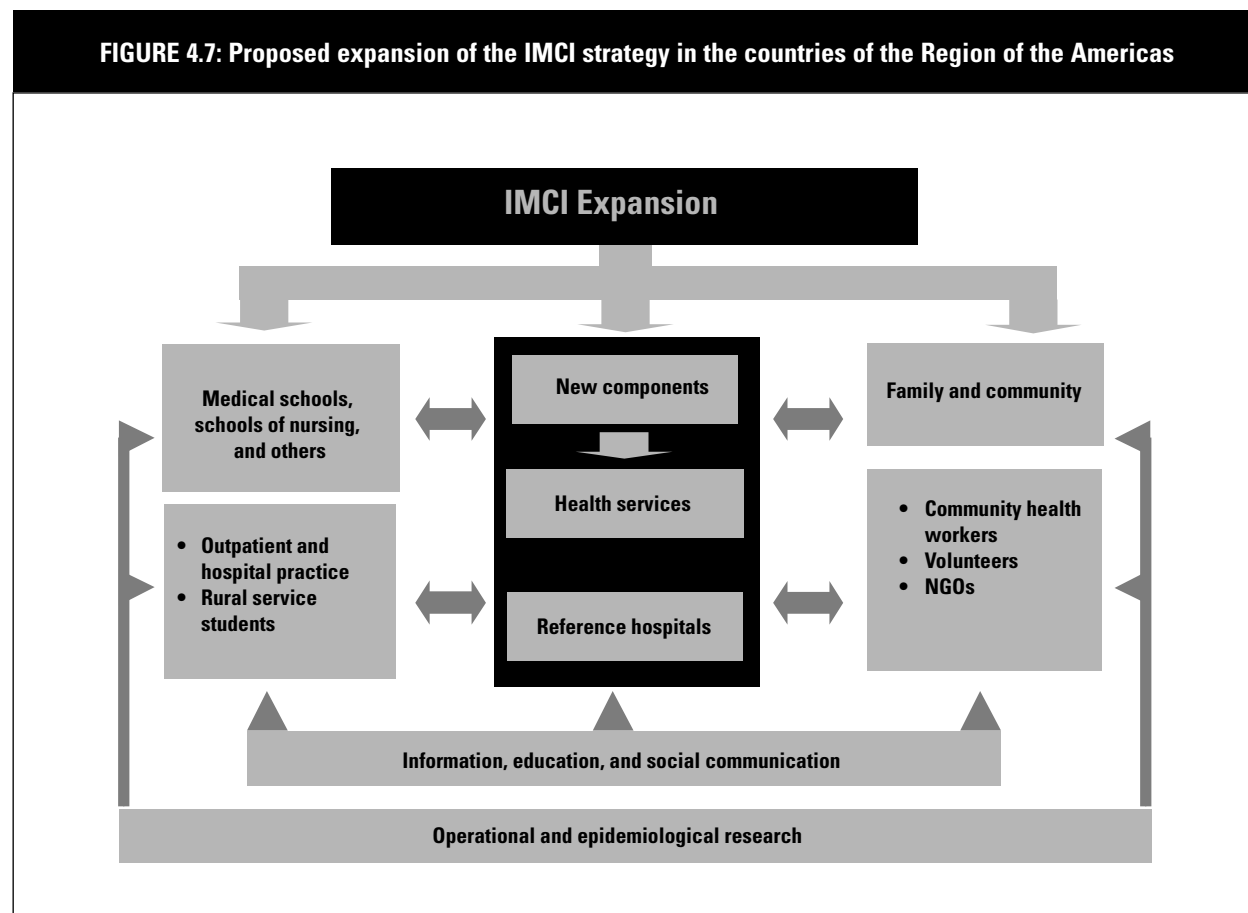 FIGURE 4.7: Proposed expansion of the IMCI strategy in the countries of the Region of the Americas
IMCI Expansion
Medical schools,
schools of nursing,
and others
• Outpatient and
hospital practice
• Rural service
students
New components
Health services
Reference hospitals
Family and community
• Community health
workers
• Volunteers
• NGOs
Information, education, and social communication
Operational and epidemiological research